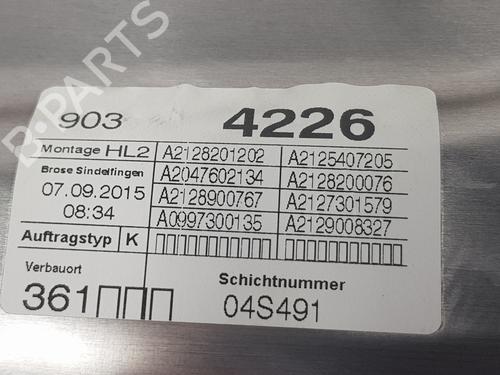 B-PARTS
903 4226
Montage HL2 A2128201202 A2125407205
Brose Sindelfingen A2047602134 A2128200076
07.09.2015 A2128900767 A2127301579
08:34 A0997300135 A2129008327
Auftragstyp K
Verbauort Schichtnummer
361 04S491